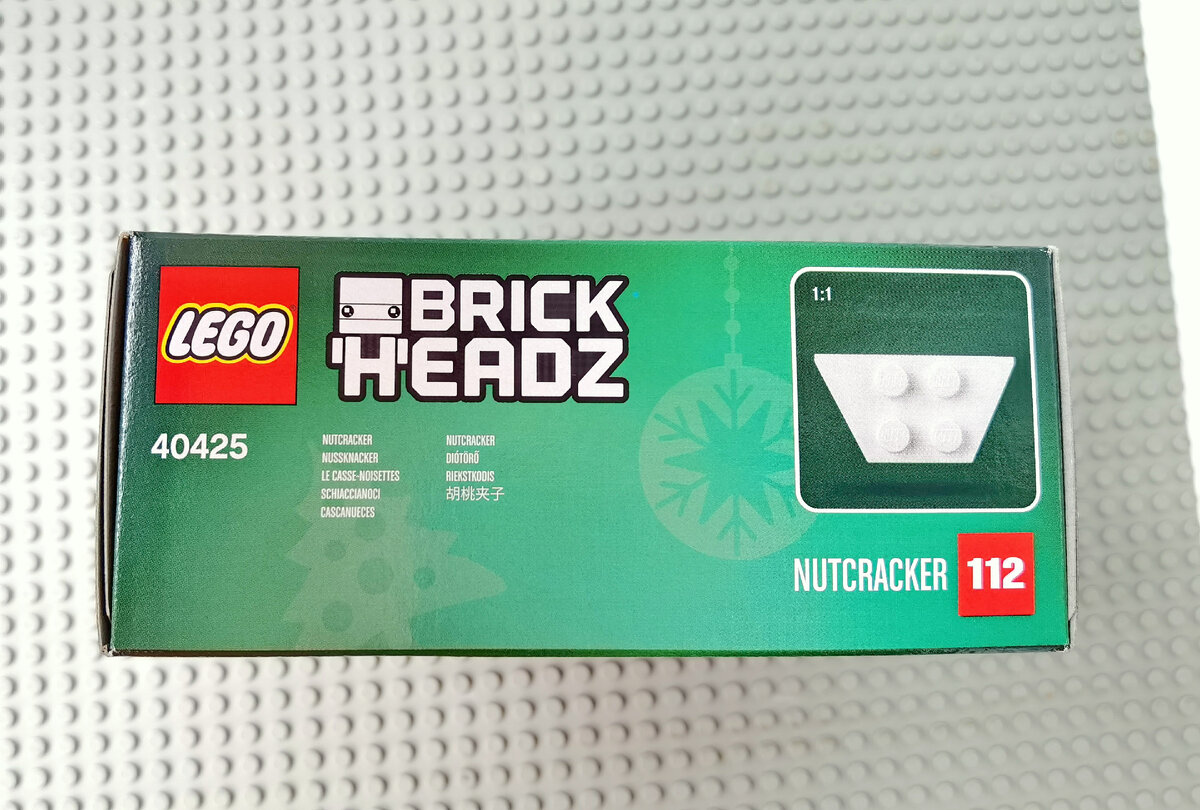 LEGO
BRICK
HEADZ
40425
NUTCRACKER
NUSSKNACKER
LE CASSE-NOISETTES
SCHIACCIANOCI
CASCANUECES
NUTCRACKER
DIÓTÖRŐ
RIEKSTKODIS
胡桃夹子
1:1
NUTCRACKER 112